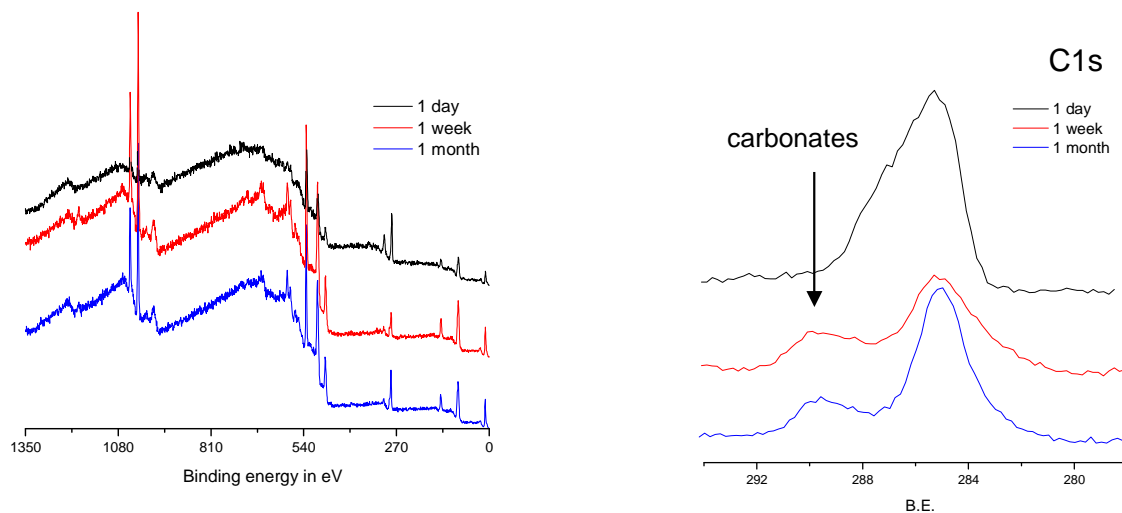 1 day
1 week
1 month
1350 1080 810 540 270 0
Binding energy in eV
C1s
1 day
1 week
1 month
carbonates
292 288 284 280
B.E.